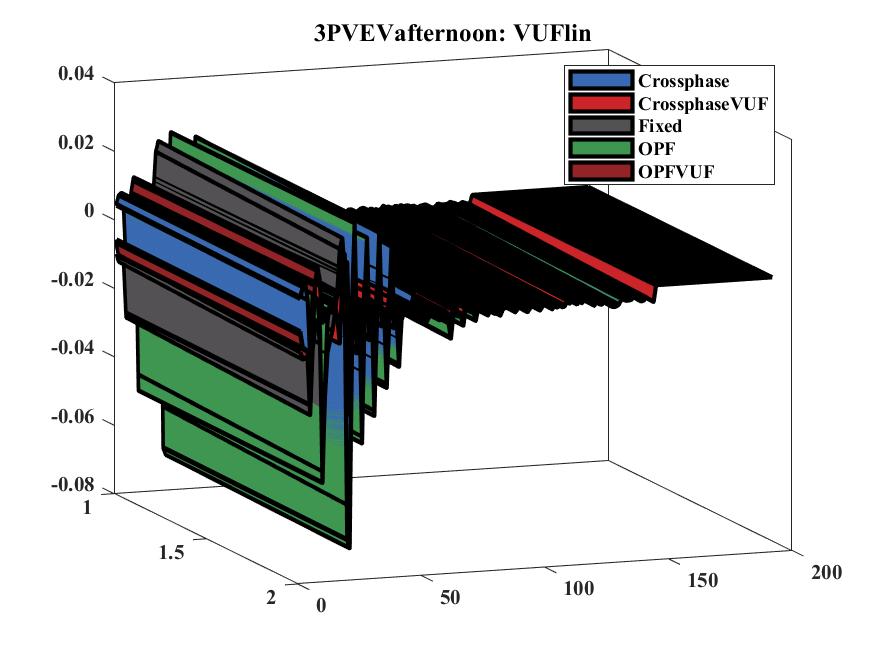 3PVEVafternoon: VUFlin
Crossphase
CrossphaseVUF
Fixed
OPF
OPFVUF
0.04
0.02
0
-0.02
-0.04
-0.06
-0.08
1
1.5
2
0
50
100
150
200